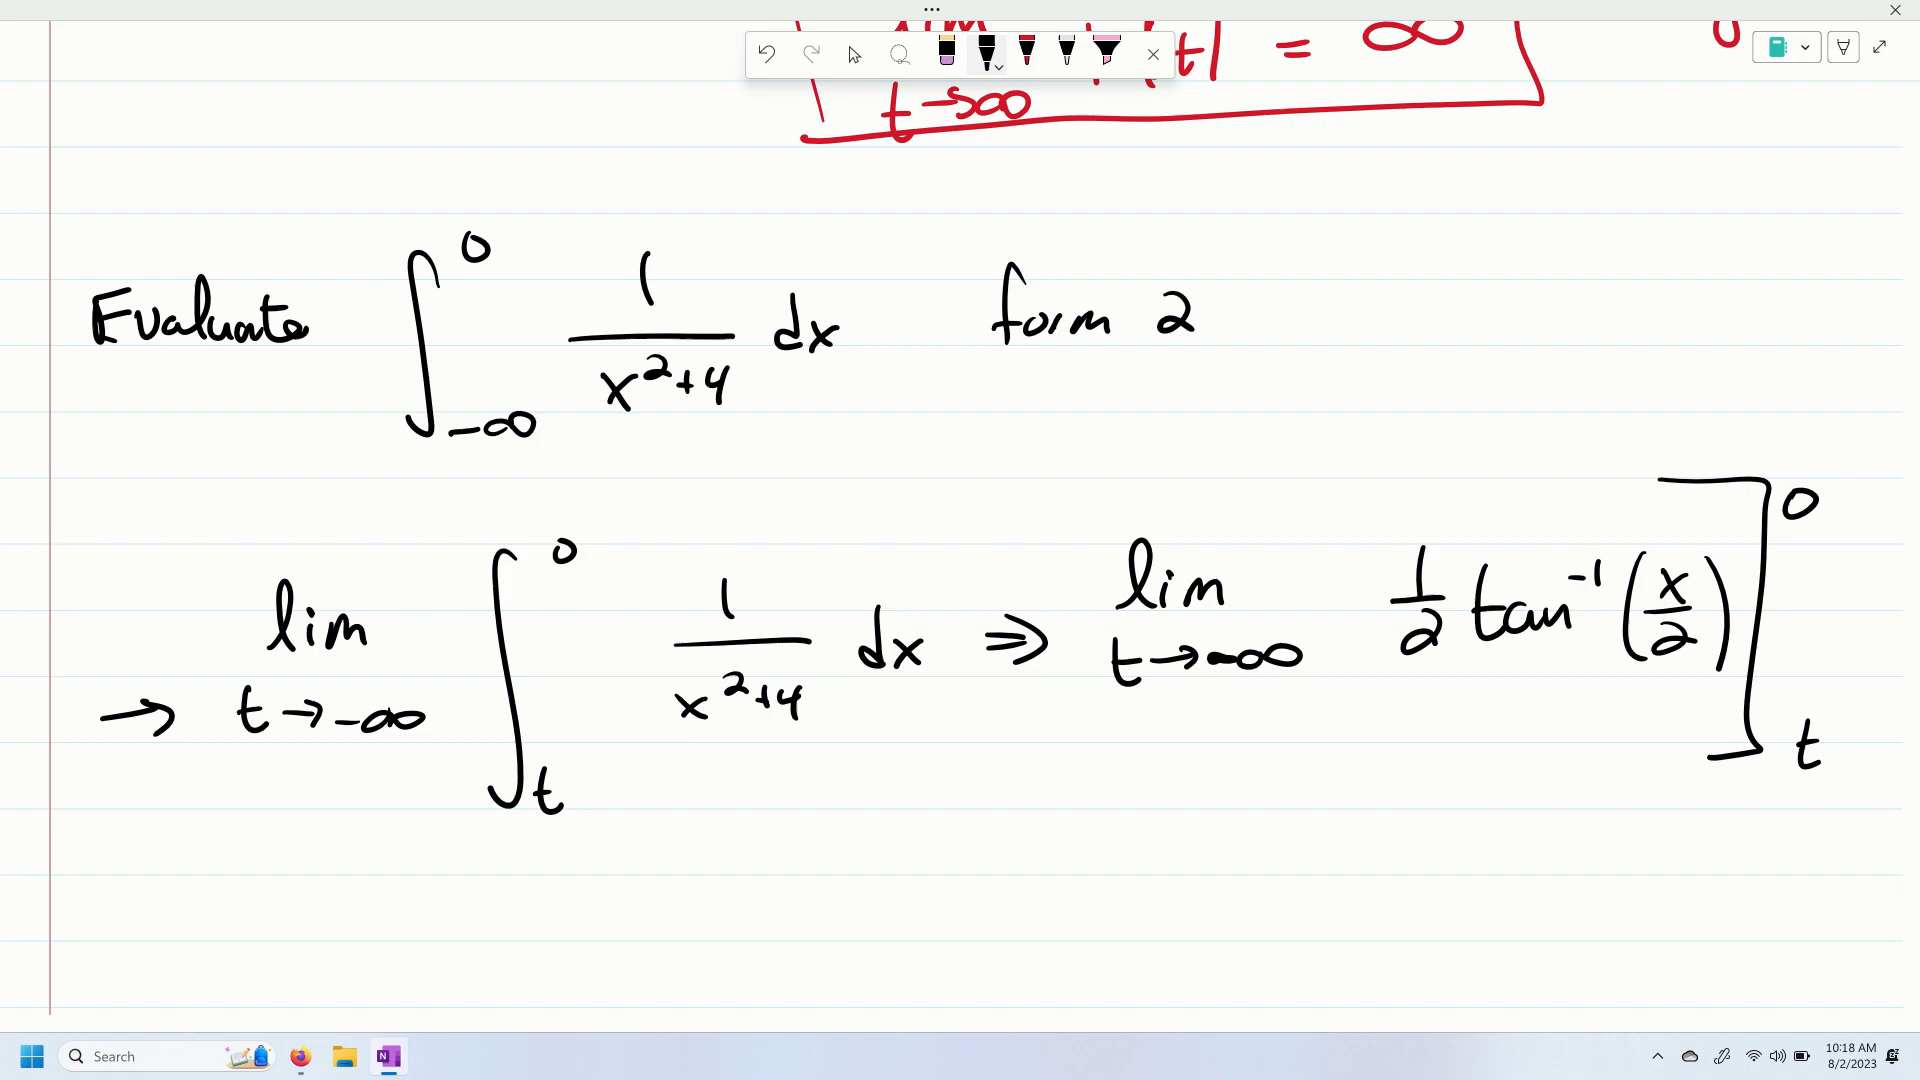 lim |t| = ∞
t→∞
Evaluate ∫_{-∞}^{0} 1/(x²+4) dx form 2
→ lim_{t→-∞} ∫_{t}^{0} 1/(x²+4) dx ⇒ lim_{t→-∞} 1/2 tan⁻¹(x/2)]_{t}^{0}
Search
10:18 AM
8/2/2023